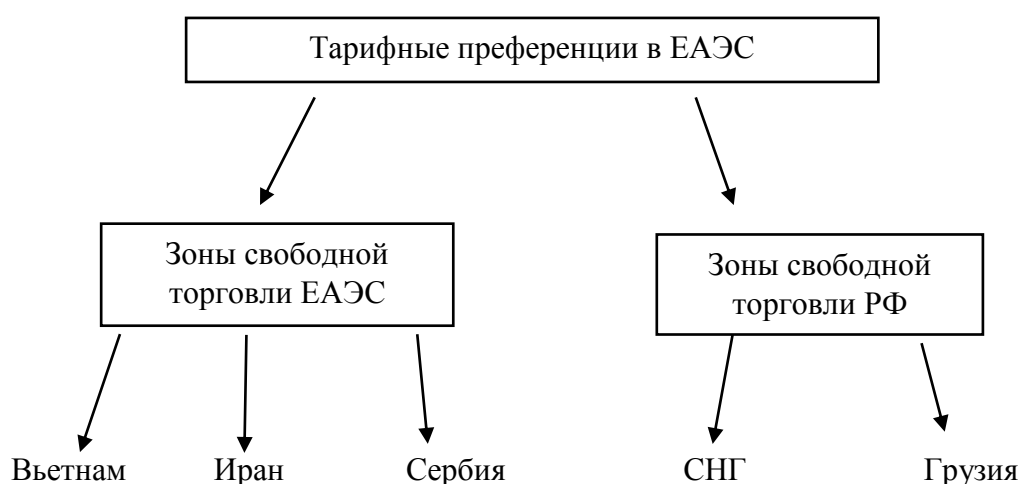 Тарифные преференции в ЕАЭС
Зоны свободной
торговли ЕАЭС
Зоны свободной
торговли РФ
Вьетнам Иран Сербия СНГ Грузия